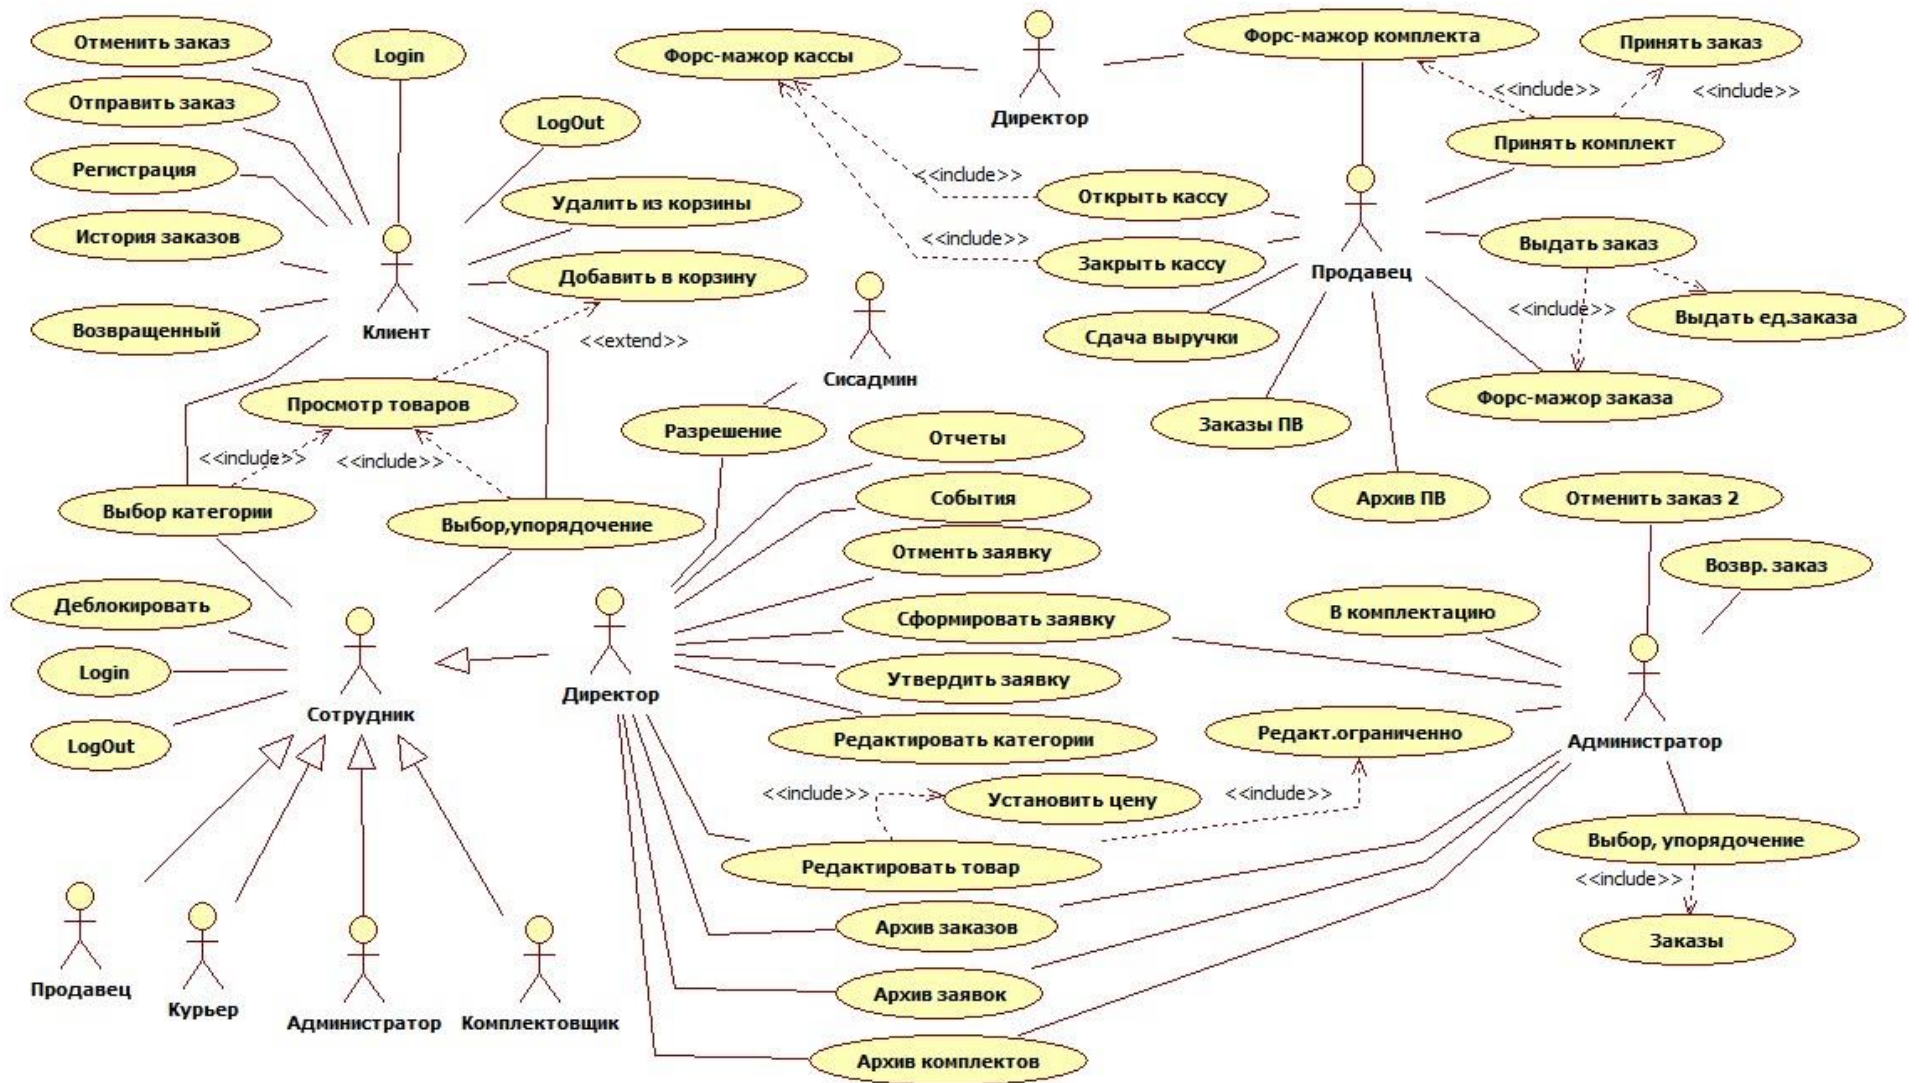 Отменить заказ
Login
Форс-мажор кассы
Директор
Форс-мажор комплекта
Принять заказ
<<include>>
<<include>>
Отправить заказ
LogOut
Принять комплект
Регистрация
<<include>>
Открыть кассу
Удалить из корзины
История заказов
<<include>>
Закрыть кассу
Продавец
Выдать заказ
Добавить в корзину
<<include>>
Выдать ед.заказа
Возвращенный
Клиент
<<extend>>
Сдача выручки
Сисадмин
Просмотр товаров
Форс-мажор заказа
Заказы ПВ
Разрешение
Отчеты
<<include>>
<<include>>
События
Архив ПВ
Отменить заказ 2
Выбор категории
Выбор,упорядочение
Отменть заявку
Возвр. заказ
Деблокировать
Сформировать заявку
В комплектацию
Login
Утвердить заявку
Директор
Сотрудник
LogOut
Редактировать категории
Редакт.ограниченно
Администратор
<<include>>
Установить цену
<<include>>
Выбор, упорядочение
Редактировать товар
<<include>>
Архив заказов
Заказы
Продавец
Курьер
Администратор
Комплектовщик
Архив заявок
Архив комплектов